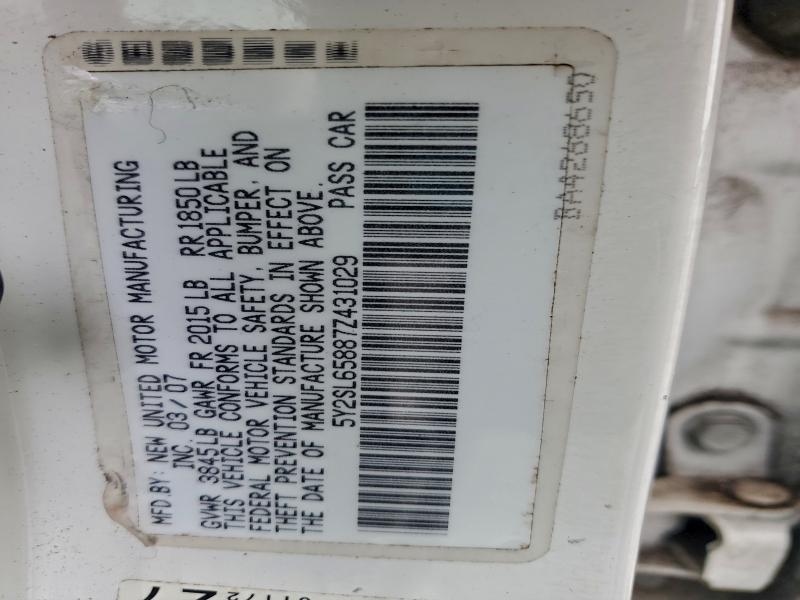 MFD.BY: NEW UNITED MOTOR MANUFACTURING
INC. 03/07
GVWR 3845LB GAWR FR 2015LB RR1850LB
THIS VEHICLE CONFORMS TO ALL APPLICABLE
FEDERAL MOTOR VEHICLE SAFETY, BUMPER, AND
THEFT PREVENTION STANDARDS IN EFFECT ON
THE DATE OF MANUFACTURE SHOWN ABOVE.
5Y2SL65887Z431029 PASS CAR